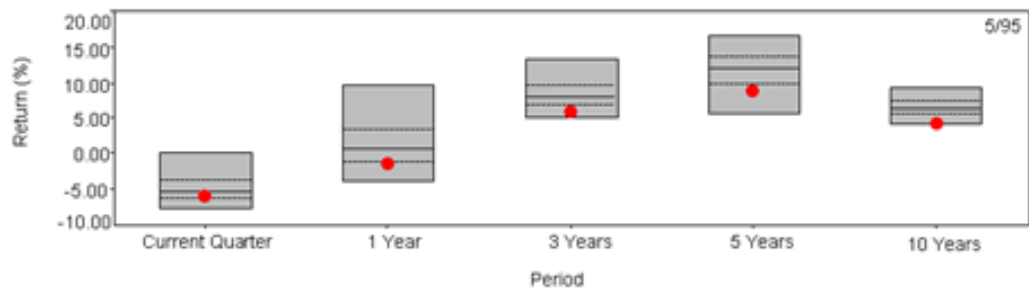 20.00
5/95
15.00
10.00
5.00
0.00
-5.00
-10.00
Return (%)
Current Quarter
1 Year
3 Years
5 Years
10 Years
Period